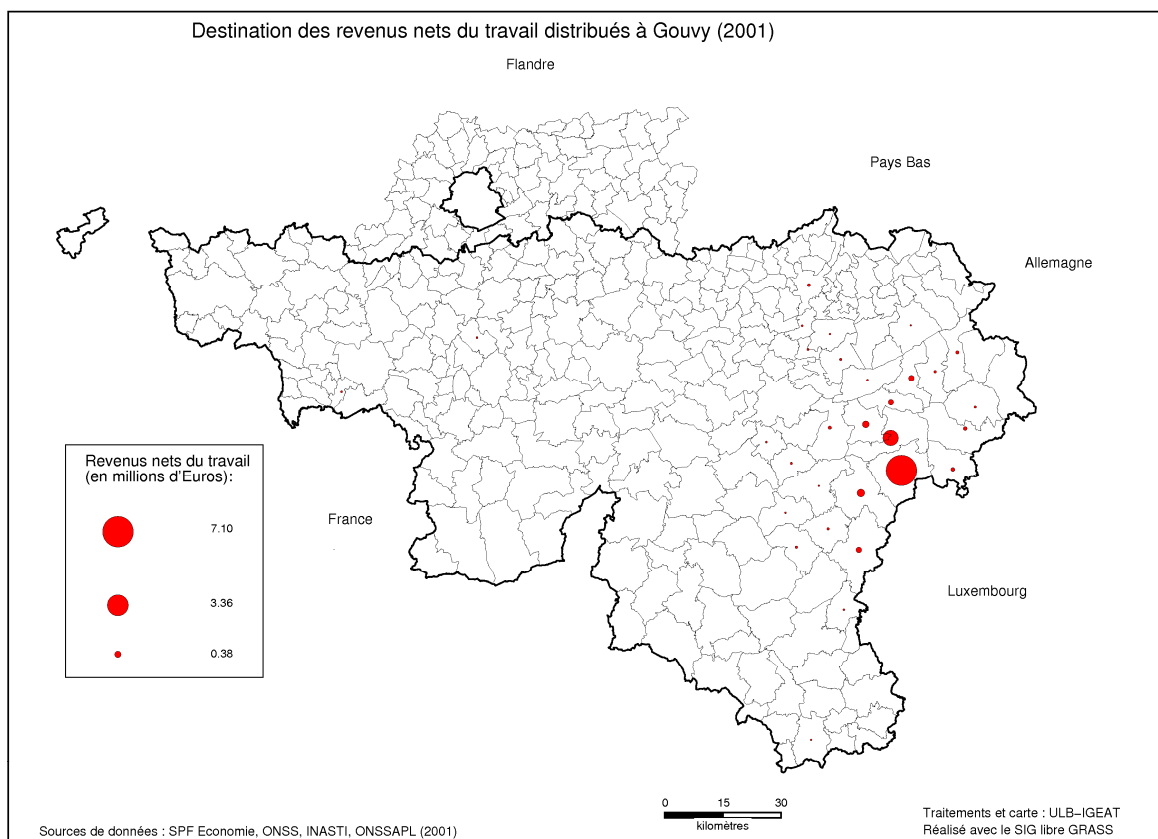 Destination des revenus nets du travail distribués à Gouvy (2001)
Flandre
Pays Bas
Allemagne
Revenus nets du travail
(en millions d'Euros):
7.10
3.36
0.38
France
Luxembourg
0 15 30
kilomètres
Sources de données : SPF Economie, ONSS, INASTI, ONSSAPL (2001)
Traitements et carte : ULB-IGEAT
Réalisé avec le SIG libre GRASS